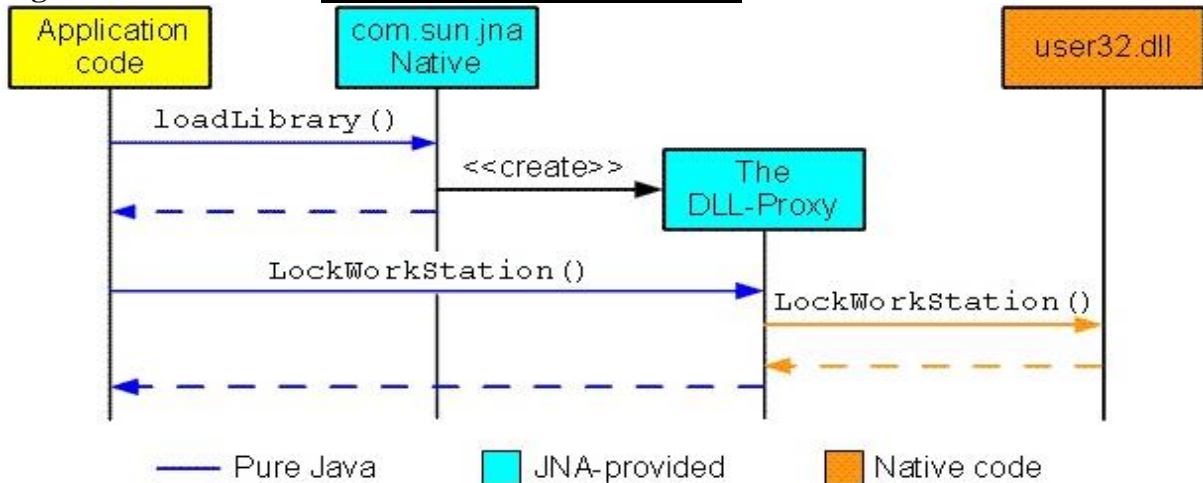 Application
code
com.sun.jna
Native
user32.dll
loadLibrary()
<<create>>
The
DLL-Proxy
LockWorkStation()
LockWorkStation()
Pure Java
JNA-provided
Native code